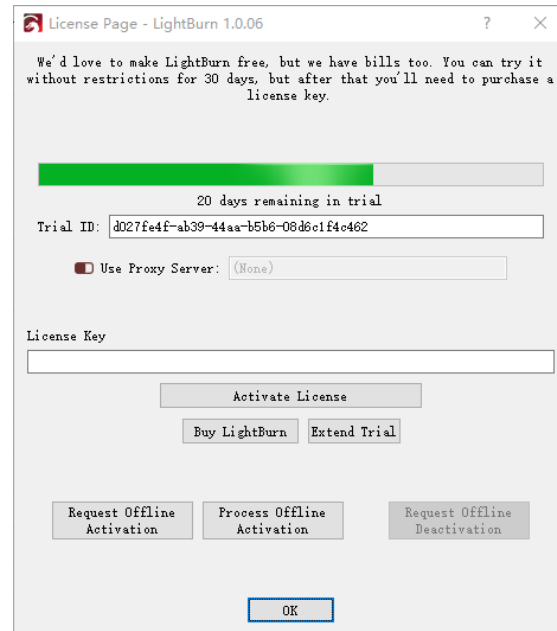 License Page - LightBurn 1.0.06
?
We'd love to make LightBurn free, but we have bills too. You can try it
without restrictions for 30 days, but after that you'll need to purchase a
license key.
20 days remaining in trial
Trial ID: d027fe4f-ab39-44aa-b5b6-08d6c1f4c462
Use Proxy Server: (None)
License Key
Activate License
Buy LightBurn Extend Trial
Request Offline Process Offline Request Offline
Activation Activation Deactivation
OK